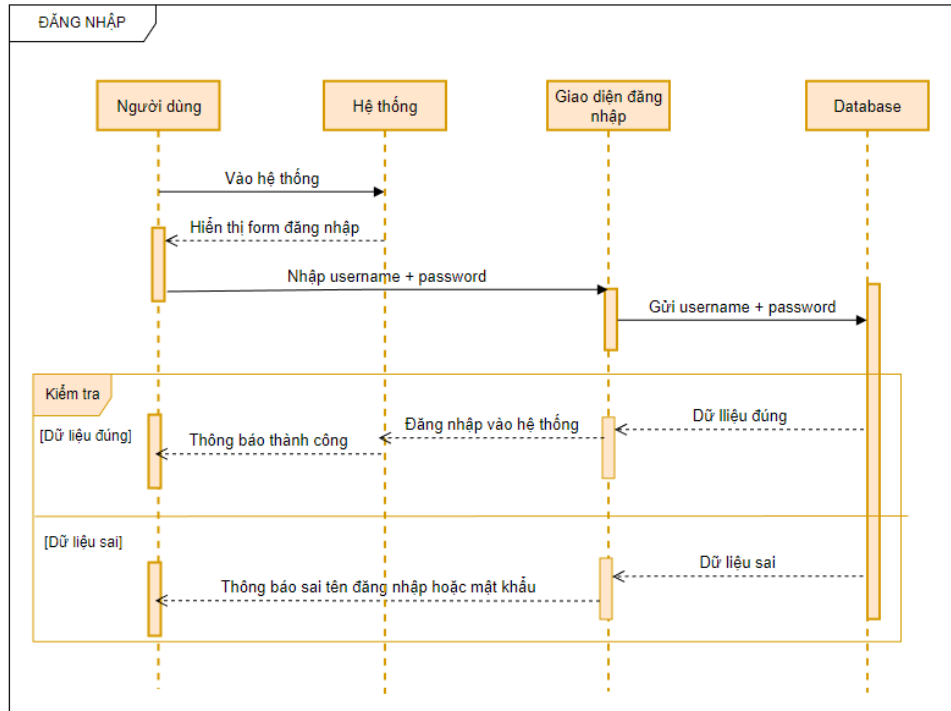 ĐĂNG NHẬP
Người dùng
Hệ thống
Giao diện đăng
nhập
Database
Vào hệ thống
Hiển thị form đăng nhập
Nhập username + password
Gửi username + password
Kiểm tra
[Dữ liệu đúng]
Dữ Iliệu đúng
Đăng nhập vào hệ thống
Thông báo thành công
[Dữ liệu sai]
Dữ liệu sai
Thông báo sai tên đăng nhập hoặc mật khẩu